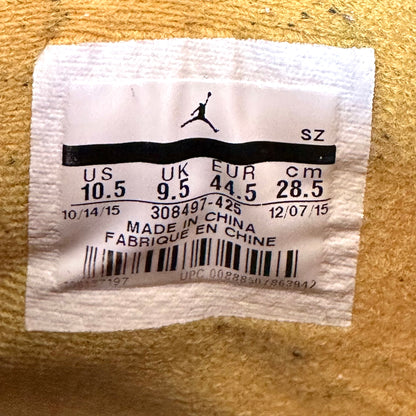 SZ
US UK EUR cm
10.5 9.5 44.5 28.5
10/14/15 308497-425 12/07/15
MADE IN CHINA
FABRIQUE EN CHINE